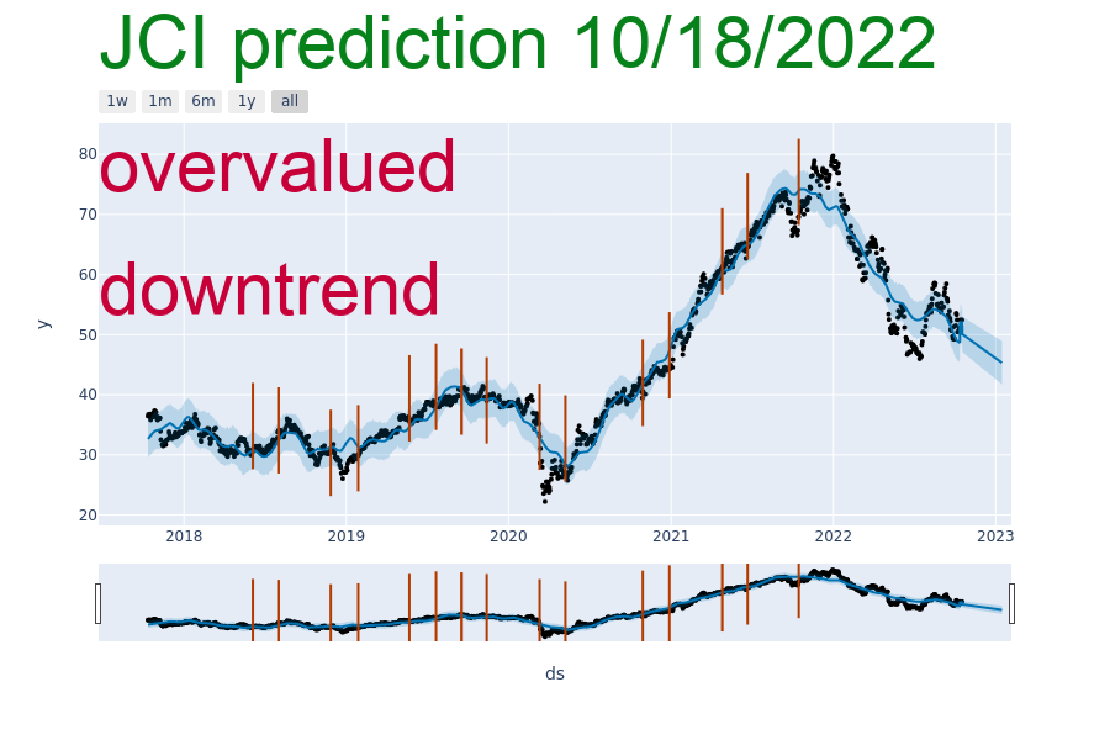 JCI prediction 10/18/2022
1w 1m 6m 1y all
overvalued
downtrend
80
70
60
50
40
30
20
y
2018 2019 2020 2021 2022 2023
ds